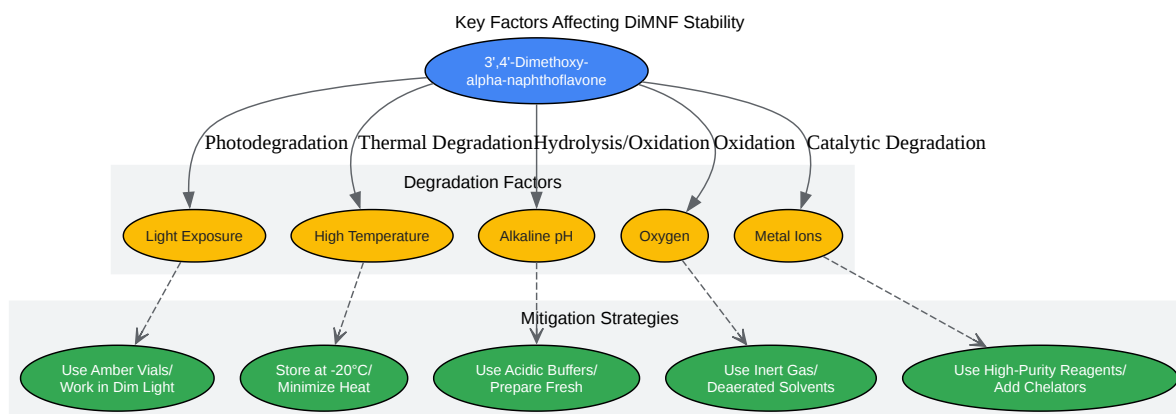 Key Factors Affecting DiMNF Stability
3',4'-Dimethoxy-
alpha-naphthoflavone
Photodegradation
Thermal Degradation
Hydrolysis/Oxidation
Oxidation
Catalytic Degradation
Degradation Factors
Light Exposure
High Temperature
Alkaline pH
Oxygen
Metal Ions
Mitigation Strategies
Use Amber Vials/
Work in Dim Light
Store at -20°C/
Minimize Heat
Use Acidic Buffers/
Prepare Fresh
Use Inert Gas/
Deaerated Solvents
Use High-Purity Reagents/
Add Chelators